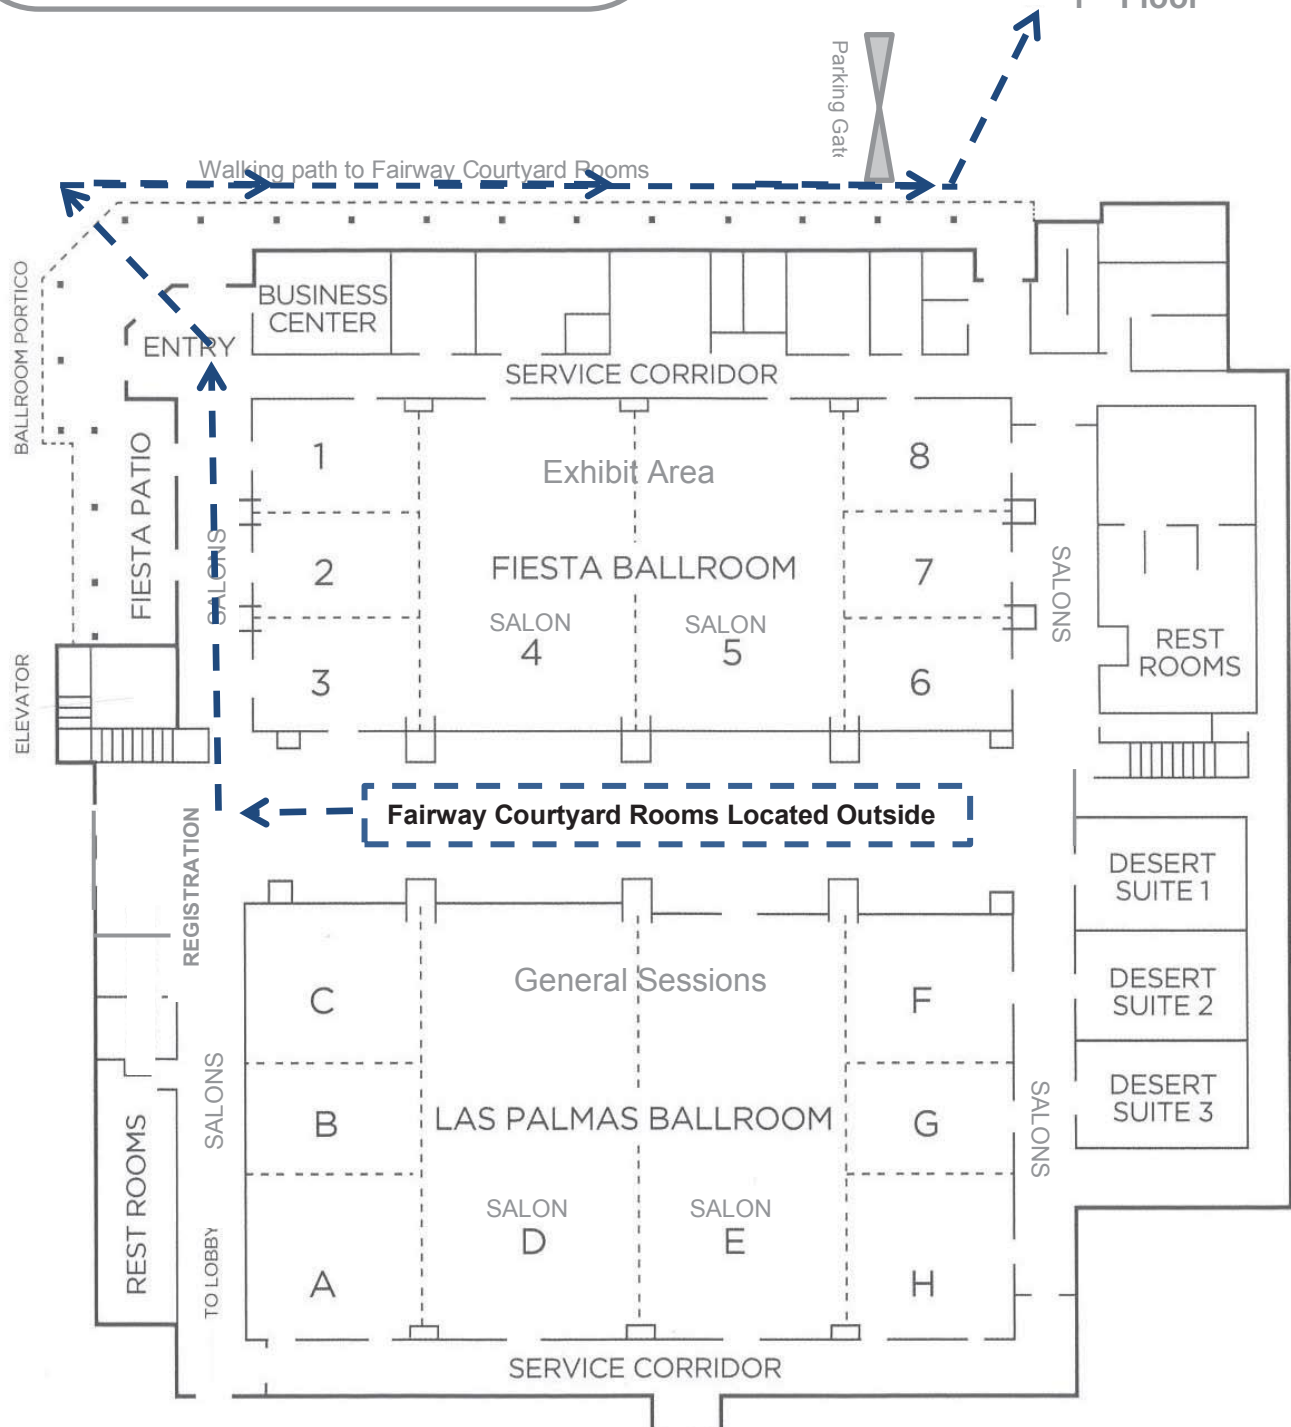 Floor
Parking Gate
Walking path to Fairway Courtyard Rooms
BALLROOM PORTICO
BUSINESS
CENTER
ENTRY
SERVICE CORRIDOR
FIESTA PATIO
SALONS
1
2
3
Exhibit Area
FIESTA BALLROOM
SALON
4
SALON
5
8
7
6
SALONS
REST
ROOMS
ELEVATOR
Fairway Courtyard Rooms Located Outside
REGISTRATION
DESERT
SUITE 1
DESERT
SUITE 2
DESERT
SUITE 3
General Sessions
C
B
A
LAS PALMAS BALLROOM
SALON
D
SALON
E
F
G
H
SALONS
SALONS
REST ROOMS
TO LOBBY
SERVICE CORRIDOR